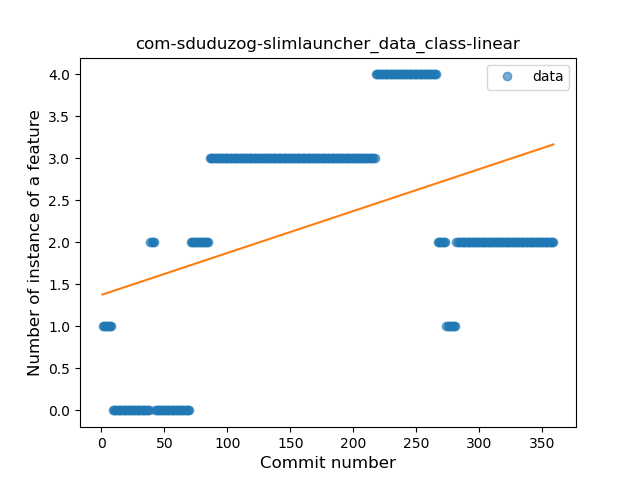 com-sduduzog-slimlauncher_data_class-linear
data
Number of instance of a feature
4.0
3.5
3.0
2.5
2.0
1.5
1.0
0.5
0.0
0 50 100 150 200 250 300 350
Commit number